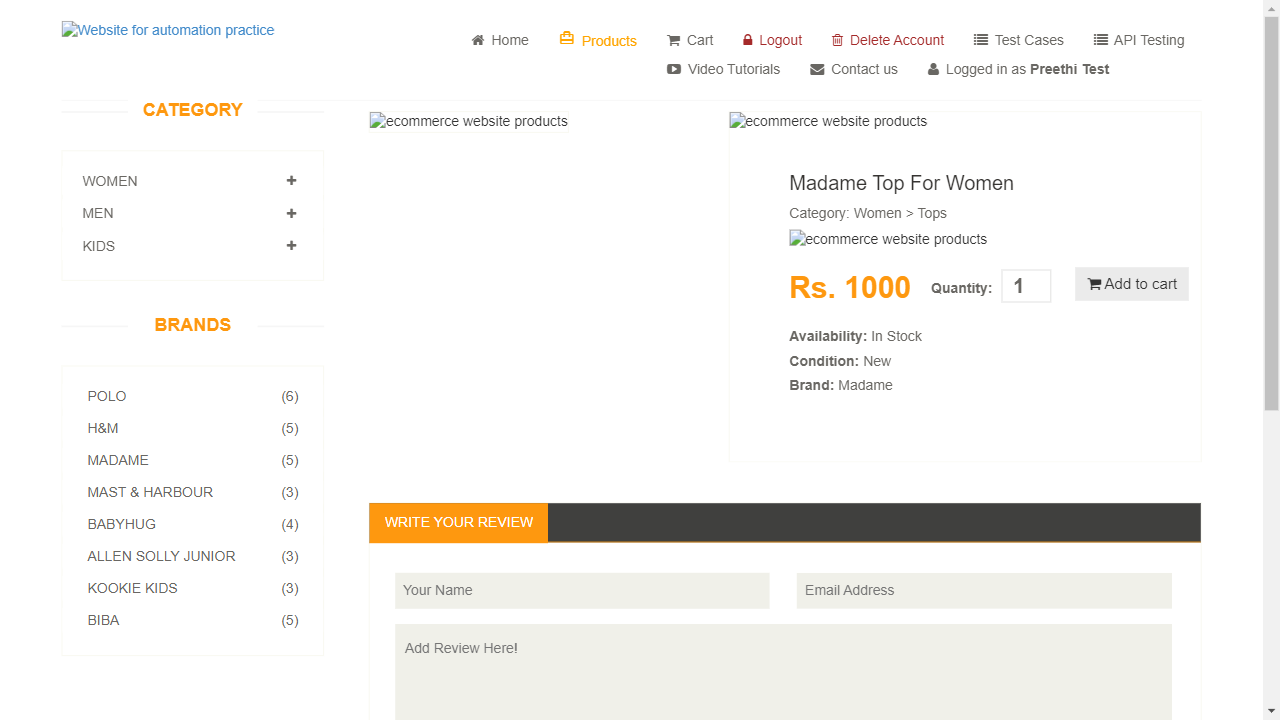 Website for automation practice
Home
Products
Cart
Logout
Delete Account
Test Cases
API Testing
Video Tutorials
Contact us
Logged in as Preethi Test
CATEGORY
WOMEN
MEN
KIDS
BRANDS
POLO (6)
H&M (5)
MADAME (5)
MAST & HARBOUR (3)
BABYHUG (4)
ALLEN SOLLY JUNIOR (3)
KOOKIE KIDS (3)
BIBA (5)
ecommerce website products
ecommerce website products
Madame Top For Women
Category: Women > Tops
ecommerce website products
Rs. 1000 Quantity: 1 Add to cart
Availability: In Stock
Condition: New
Brand: Madame
WRITE YOUR REVIEW
Your Name
Email Address
Add Review Here!